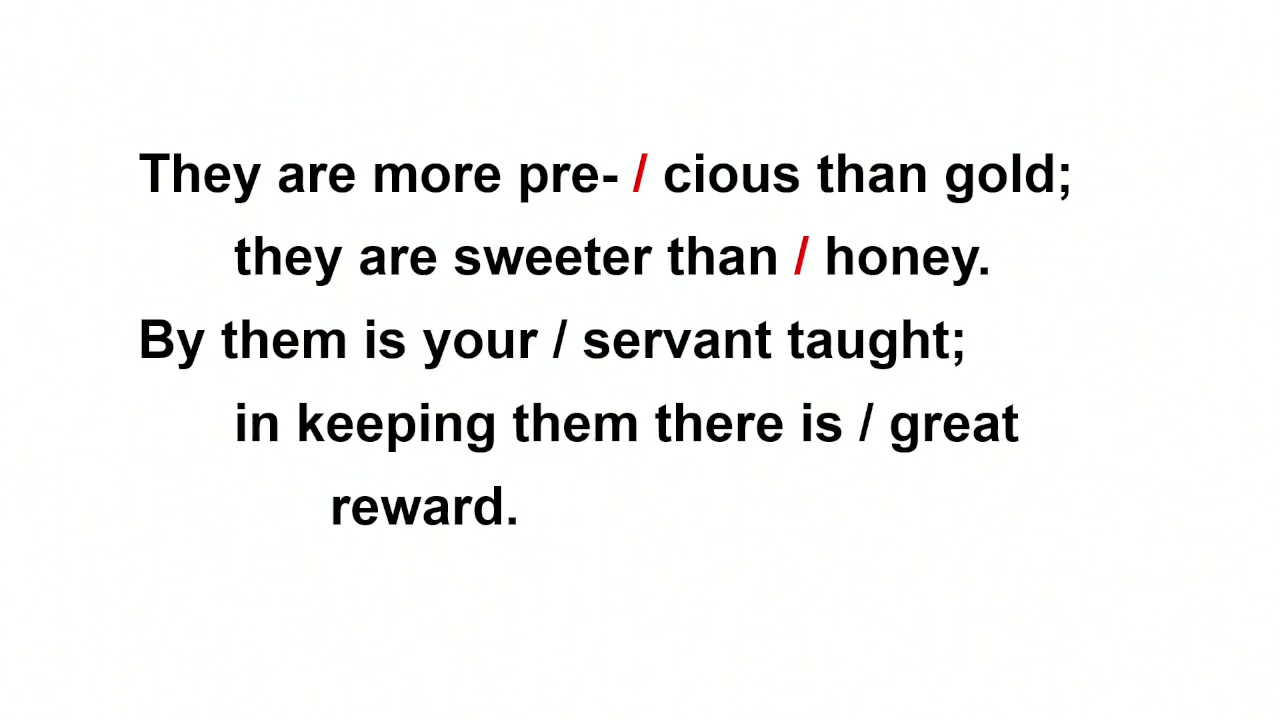 They are more pre- / cious than gold;
they are sweeter than / honey.
By them is your / servant taught;
in keeping them there is / great
reward.